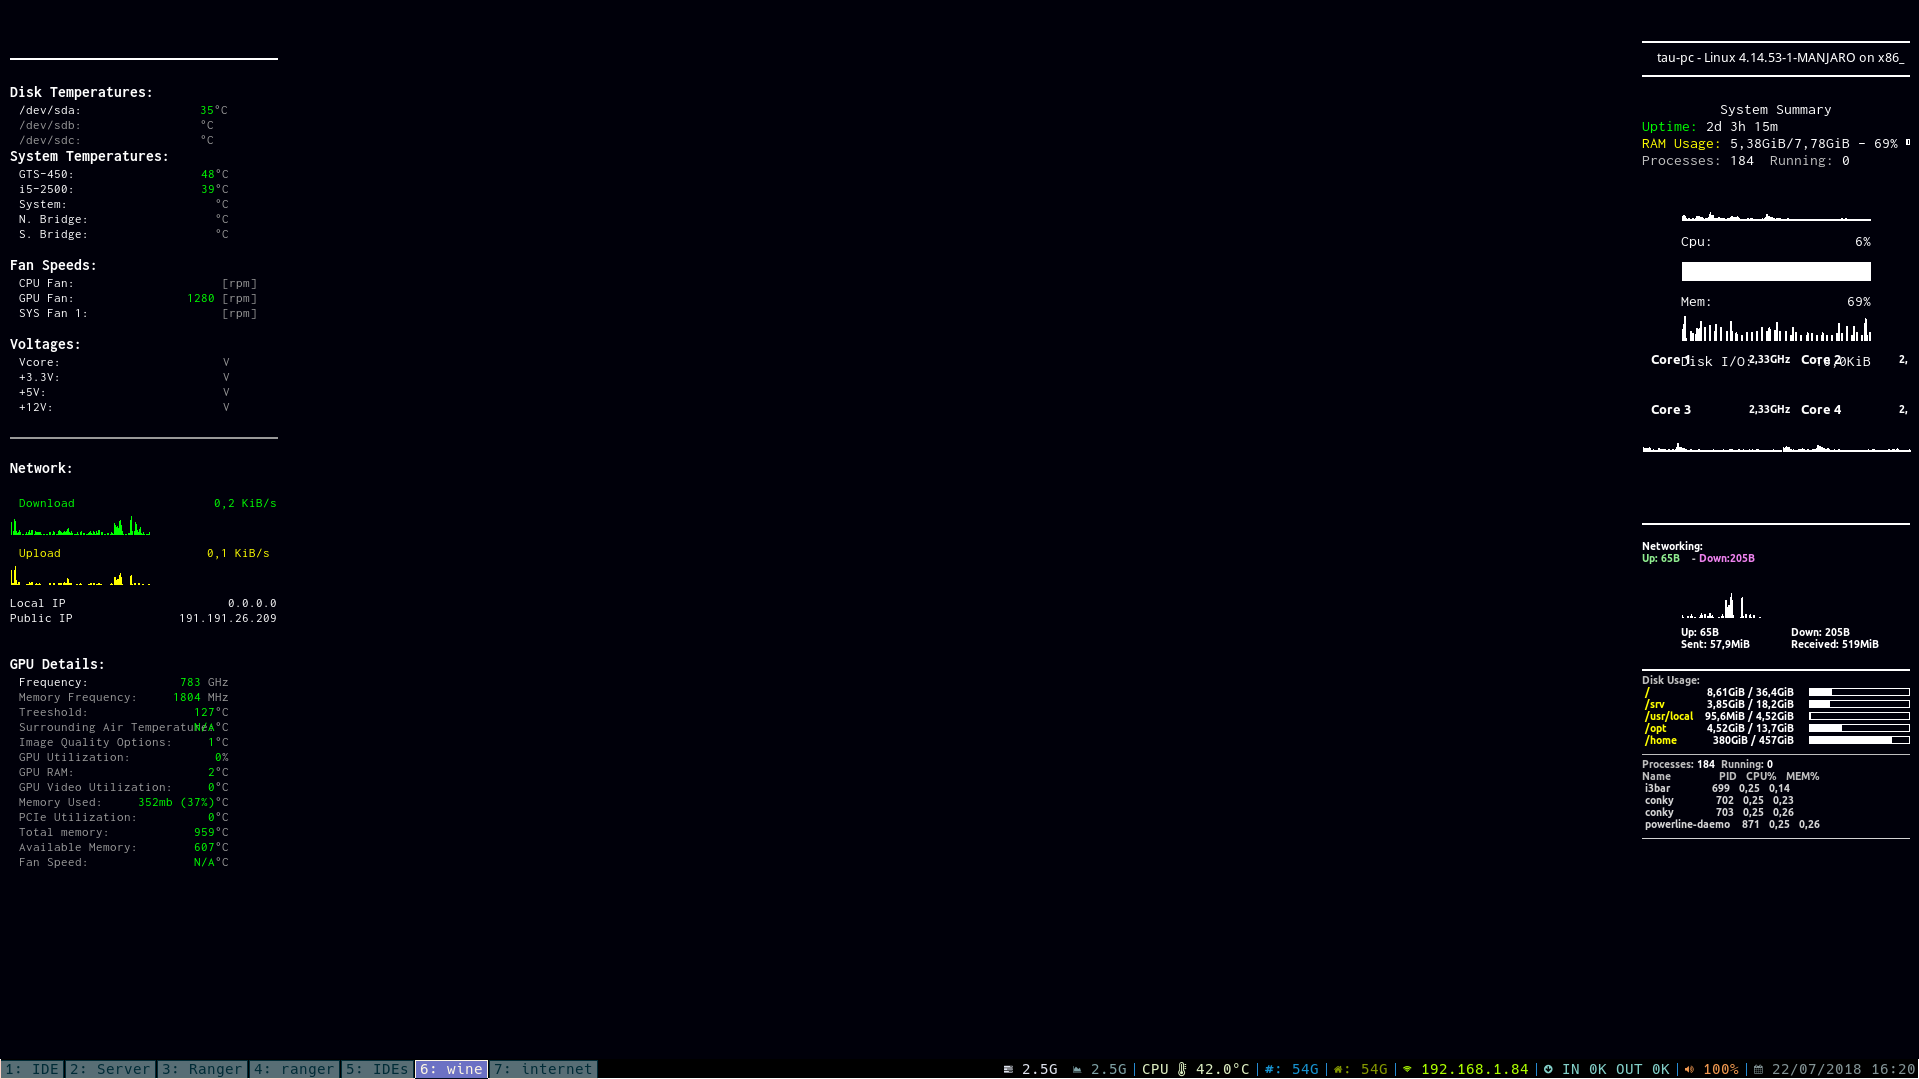 Disk Temperatures:
/dev/sda: 35°C
/dev/sdb: °C
/dev/sdc: °C
System Temperatures:
GTS-450: 48°C
i5-2500: 39°C
System: °C
N. Bridge: °C
S. Bridge: °C
Fan Speeds:
CPU Fan: [rpm]
GPU Fan: 1280 [rpm]
SYS Fan 1: [rpm]
Voltages:
Vcore: V
+3.3V: V
+5V: V
+12V: V
Network:
Download 0,2 KiB/s
Upload 0,1 KiB/s
Local IP 0.0.0.0
Public IP 191.191.26.209
GPU Details:
Frequency: 783 GHz
Memory Frequency: 1804 MHz
Treeshold: 127°C
Surrounding Air Temperature: N/A°C
Image Quality Options: 1°C
GPU Utilization: 0%
GPU RAM: 2°C
GPU Video Utilization: 0°C
Memory Used: 352mb (37%)°C
PCIe Utilization: 0°C
Total memory: 959°C
Available Memory: 607°C
Fan Speed: N/A°C
tau-pc - Linux 4.14.53-1-MANJARO on x86_
System Summary
Uptime: 2d 3h 15m
RAM Usage: 5,38GiB/7,78GiB - 69%
Processes: 184 Running: 0
Cpu: 6%
Mem: 69%
Disk I/O:
Core 1 2,33GHz Core 2 2,
Core 3 2,33GHz Core 4 2,
Networking:
Up: 65B - Down:205B
Up: 65B Down: 205B
Sent: 57,9MiB Received: 519MiB
Disk Usage:
/ 8,61GiB / 36,4GiB
/srv 3,85GiB / 18,2GiB
/usr/local 95,6MiB / 4,52GiB
/opt 4,52GiB / 13,7GiB
/home 380GiB / 457GiB
Processes: 184 Running: 0
Name PID CPU% MEM%
i3bar 699 0,25 0,14
conky 702 0,25 0,23
conky 703 0,25 0,26
powerline-daemo 871 0,25 0,26
1: IDE 2: Server 3: Ranger 4: ranger 5: IDEs 6: wine 7: internet 2.5G 2.5G CPU 42.0°C #: 54G : 54G 192.168.1.84 IN 0K OUT 0K 100% 22/07/2018 16:20